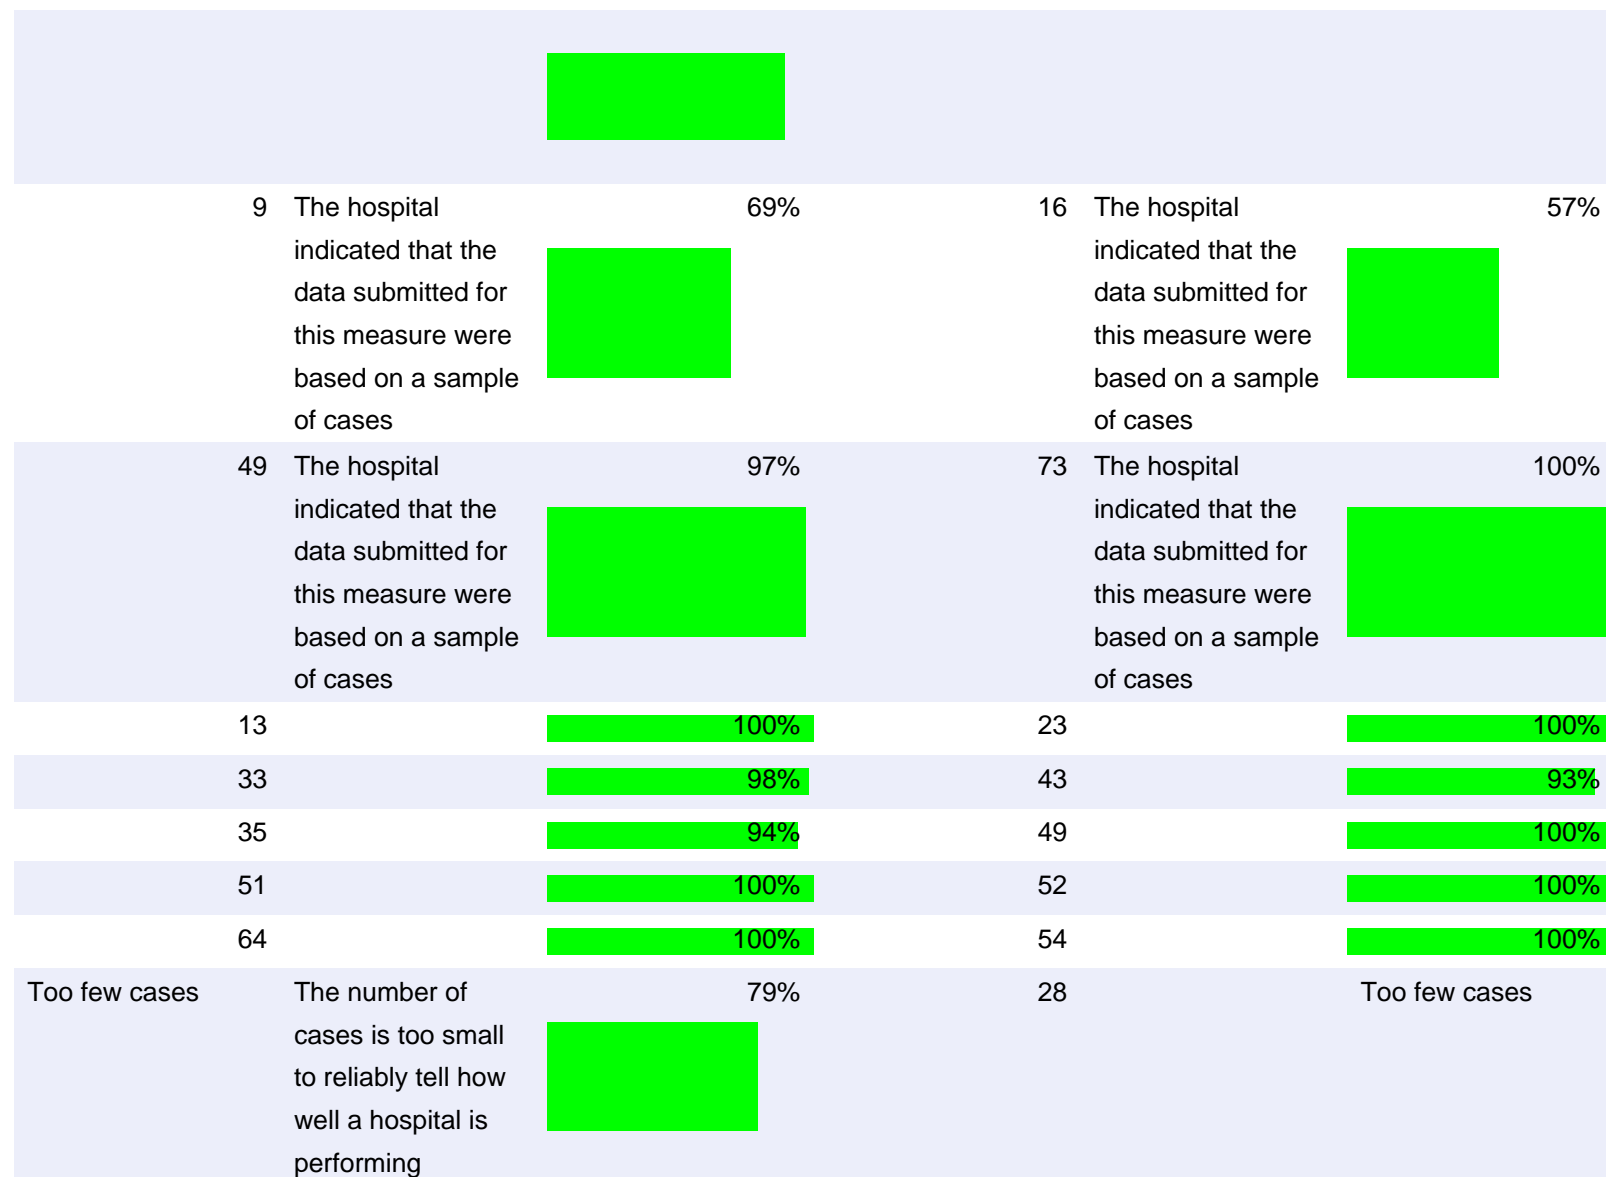 9 The hospital 69% 16 The hospital 57%
indicated that the indicated that the
data submitted for data submitted for
this measure were this measure were
based on a sample based on a sample
of cases of cases
49 The hospital 97% 73 The hospital 100%
indicated that the indicated that the
data submitted for data submitted for
this measure were this measure were
based on a sample based on a sample
of cases of cases
13 100% 23 100%
33 98% 43 93%
35 94% 49 100%
51 100% 52 100%
64 100% 54 100%
Too few cases The number of 79% 28 Too few cases
cases is too small
to reliably tell how
well a hospital is
performing